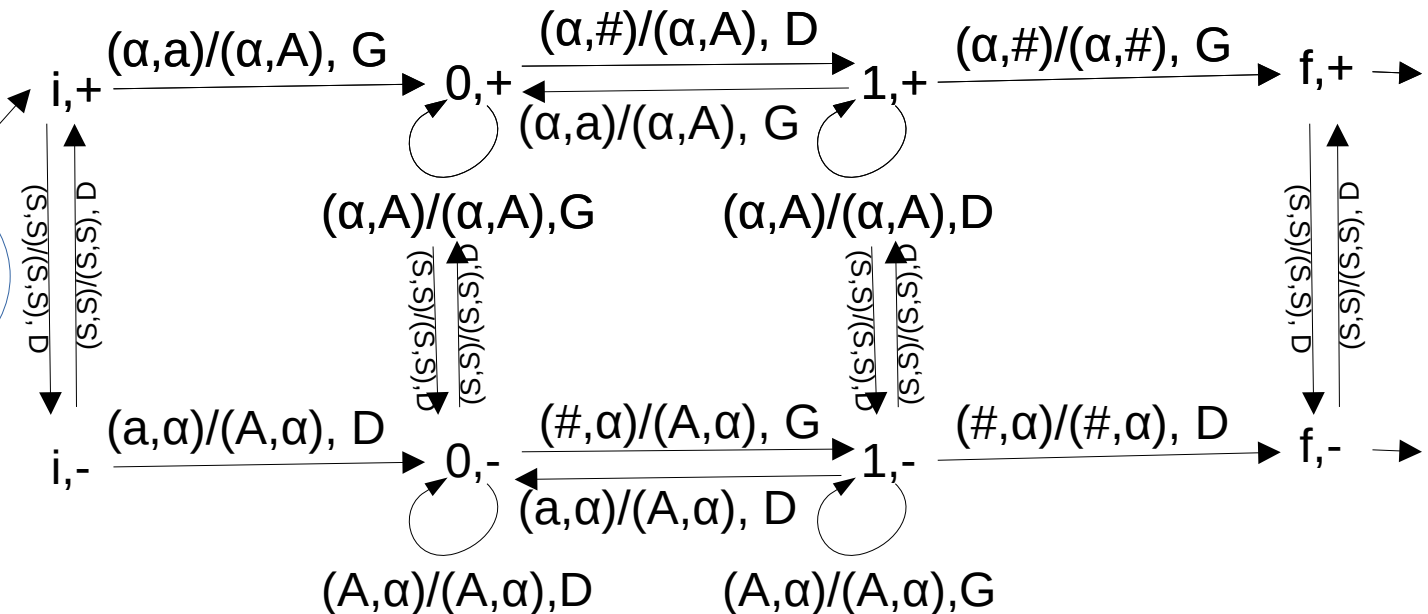 (α,a)/(α,A), G
(α,#)/(α,A), D
(α,#)/(α,#), G
i,+
0,+
1,+
f,+
(α,a)/(α,A), G
(α,A)/(α,A),G
(α,A)/(α,A),D
(S,S)/(S,S), D
(S,S)/(S,S), D
(S,S)/(S,S),D
(S,S)/(S,S),D
(S,S)/(S,S),D
(S,S)/(S,S),D
(S,S)/(S,S), D
(S,S)/(S,S), D
(a,α)/(A,α), D
(#,α)/(A,α), G
(#,α)/(#,α), D
i,-
0,-
1,-
f,-
(a,α)/(A,α), D
(A,α)/(A,α),D
(A,α)/(A,α),G